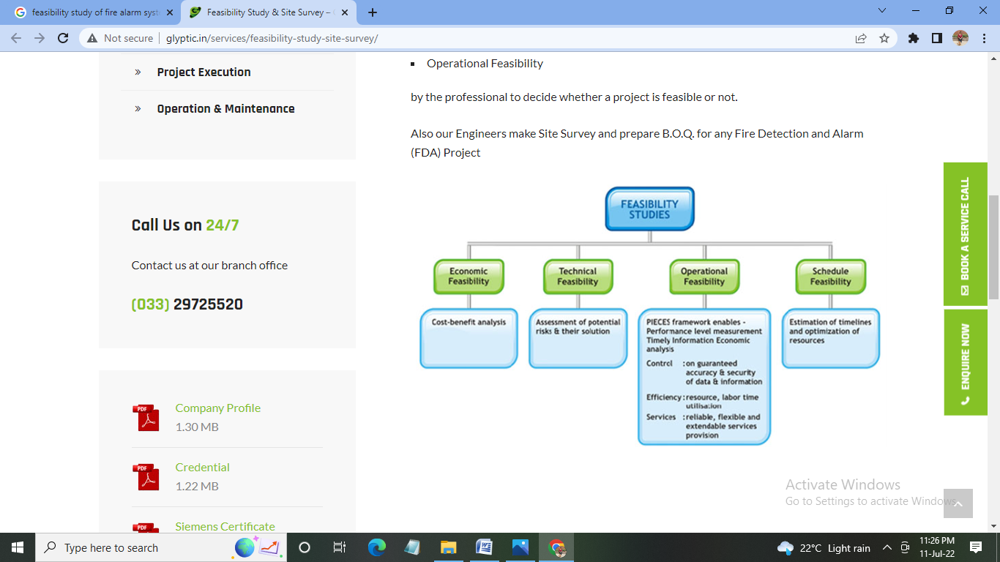 feasibility study of fire alarm syst
Feasibility Study & Site Survey –
Not secure
glyptic.in/services/feasibility-study-site-survey/
» Project Execution
» Operation & Maintenance
Call Us on 24/7
Contact us at our branch office
(033) 29725520
PDF
Company Profile
1.30 MB
PDF
Credential
1.22 MB
PDF
Siemens Certificate
▪ Operational Feasibility
by the professional to decide whether a project is feasible or not.
Also our Engineers make Site Survey and prepare B.O.Q. for any Fire Detection and Alarm
(FDA) Project
FEASIBILITY
STUDIES
Economic
Feasibility
Cost-benefit analysis
Technical
Feasibility
Assessment of potential
risks & their solution
Operational
Feasibility
PIECES framework enables -
Performance level measurement
Timely Information Economic
analysis
Control :on guaranteed
accuracy & security
of data & information
Efficiency:resource, labor time
utilisation
Services :reliable, flexible and
extendable services
provision
Schedule
Feasibility
Estimation of timelines
and optimization of
resources
BOOK A SERVICE CALL
ENQUIRE NOW
Activate Windows
Go to Settings to activate Windows.
Type here to search
22°C Light rain
11:26 PM
11-Jul-22